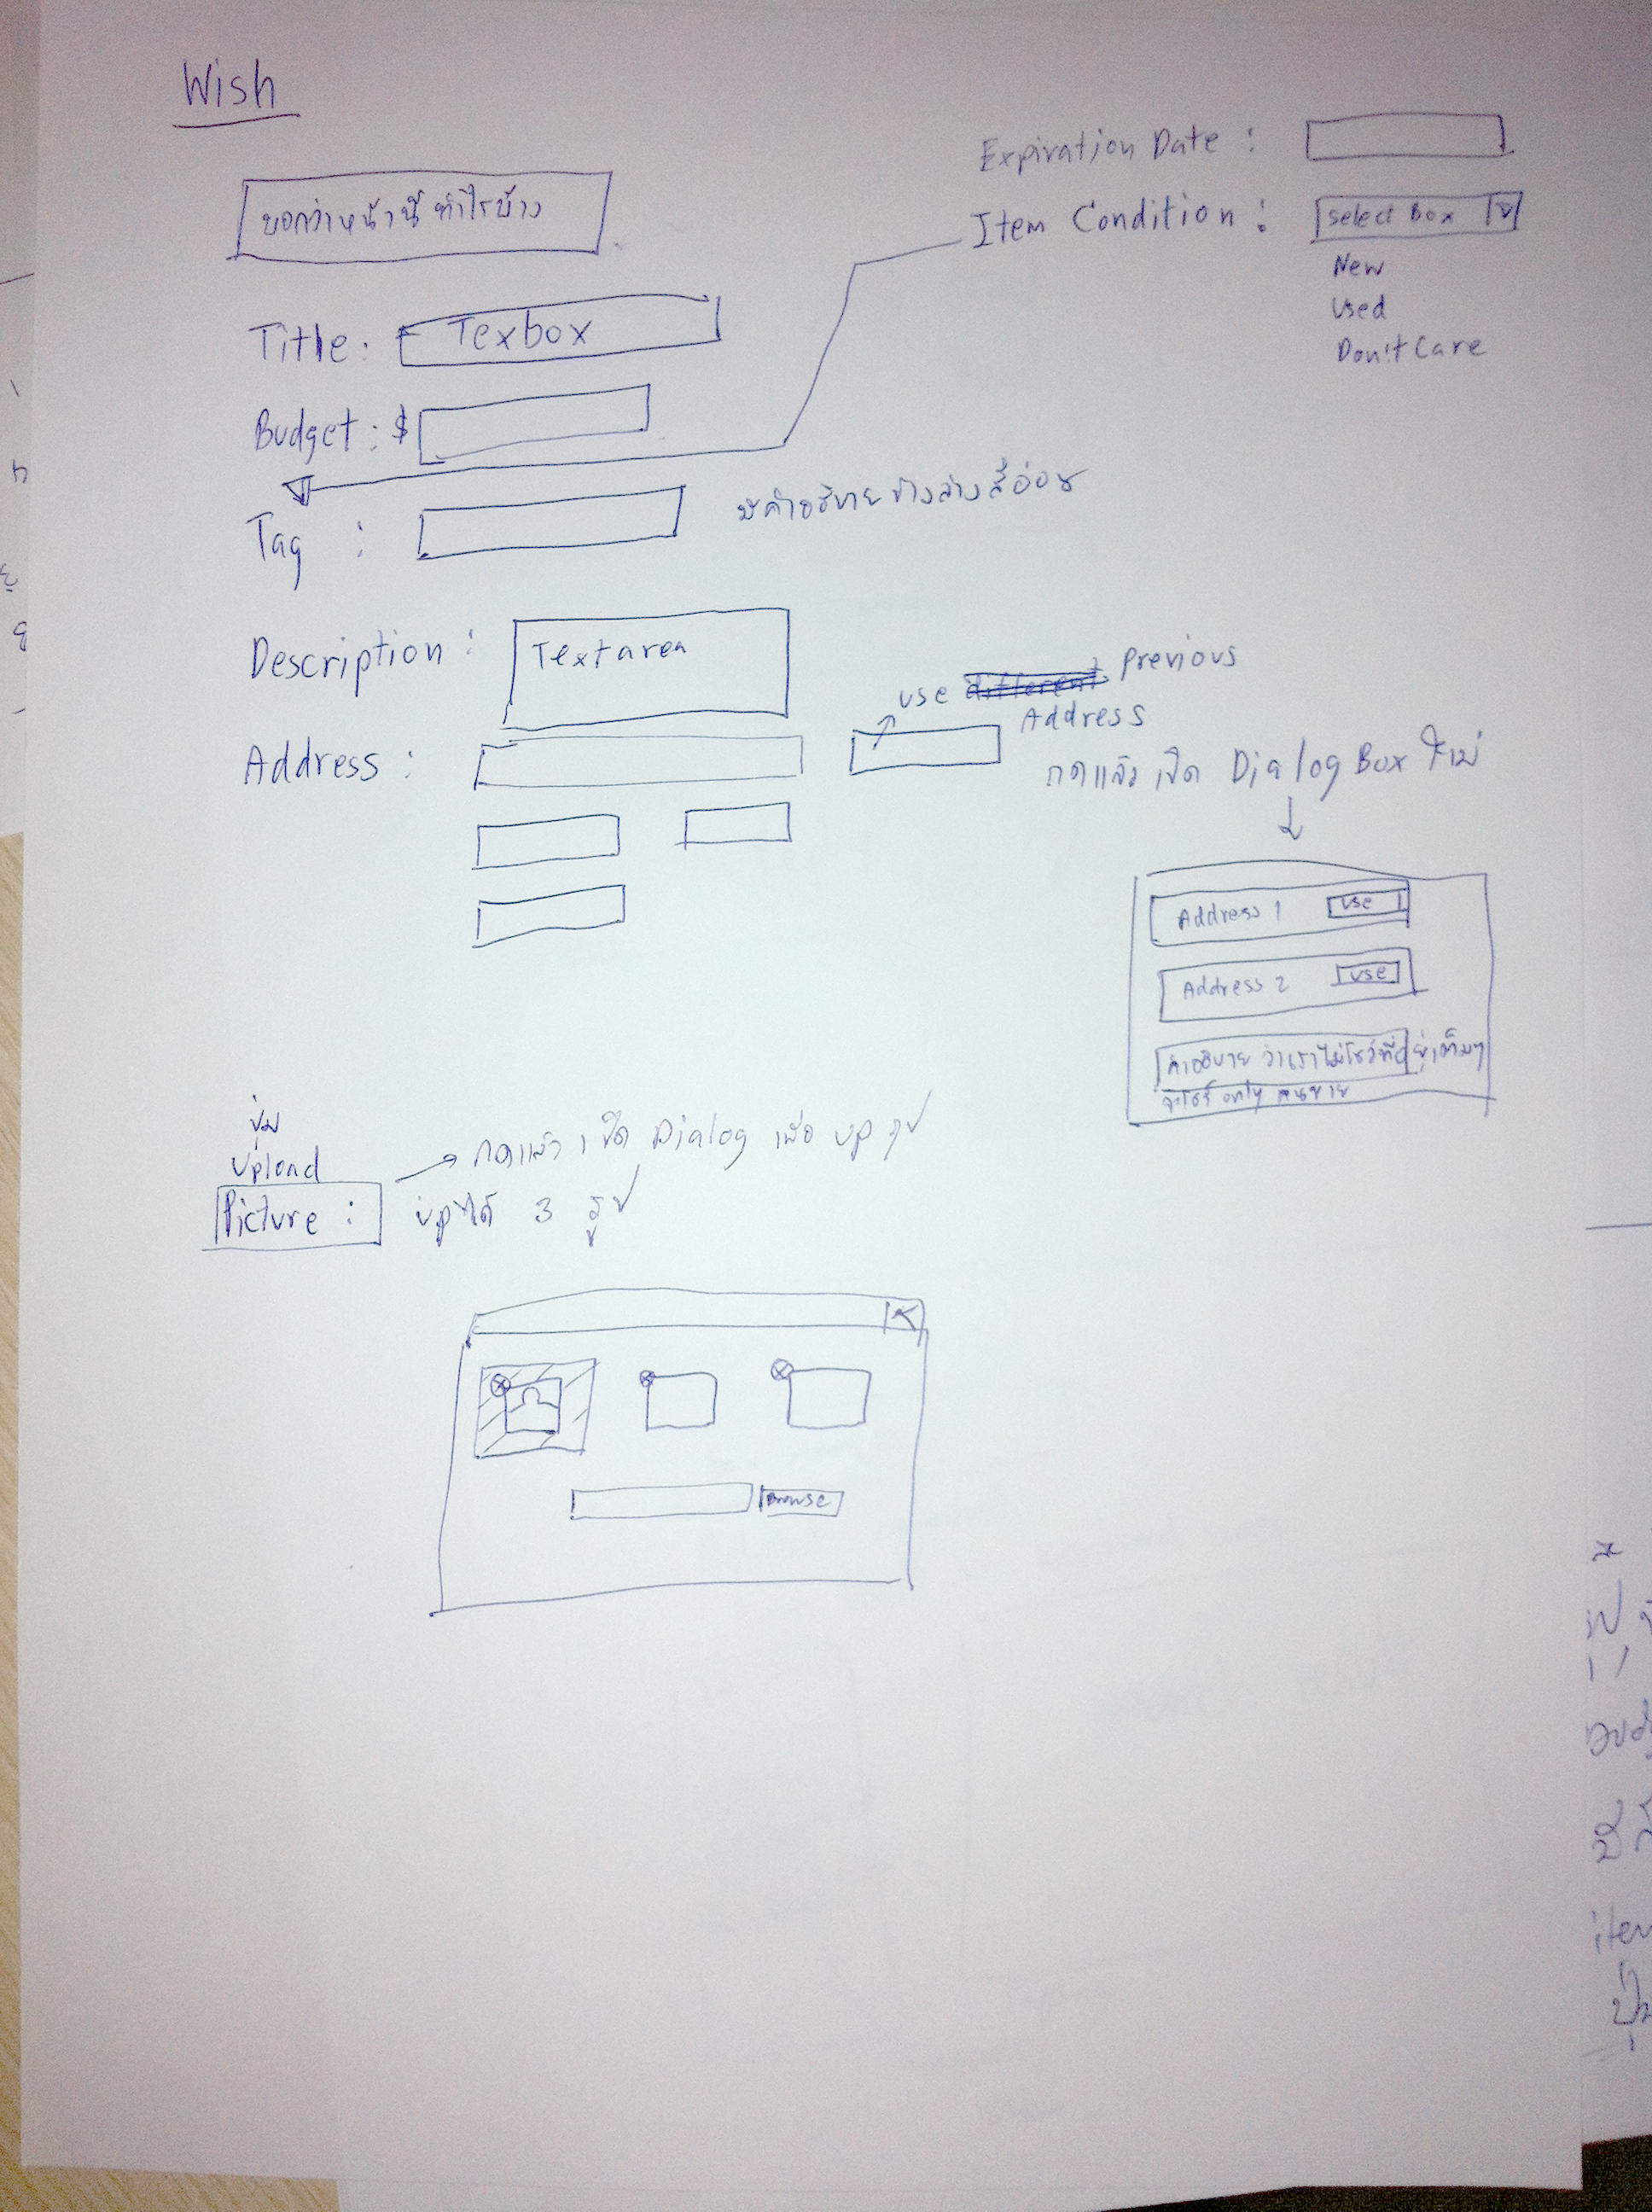 Wish
บอกว่าหน้านี้ทำไรบ้าง
Expiration Date :
Item Condition : Select Box
New
Used
Don't Care
Title : Texbox
Budget : $
Tag : มีคำอธิบายข้างล่างสีอ่อน
Description : Textarea
use different Previous
Address
Address :
กดแล้ว เปิด Dialog Box ใหม่
Address 1 use
Address 2 use
คำอธิบาย ว่าเราไม่โชว์ที่อยู่เต็มๆ
จะโชว์ only คนขาย
ปุ่ม
Upload
Picture :
กดแล้ว เปิด Dialog เพื่อ up รูป
upได้ 3 รูป
Browse